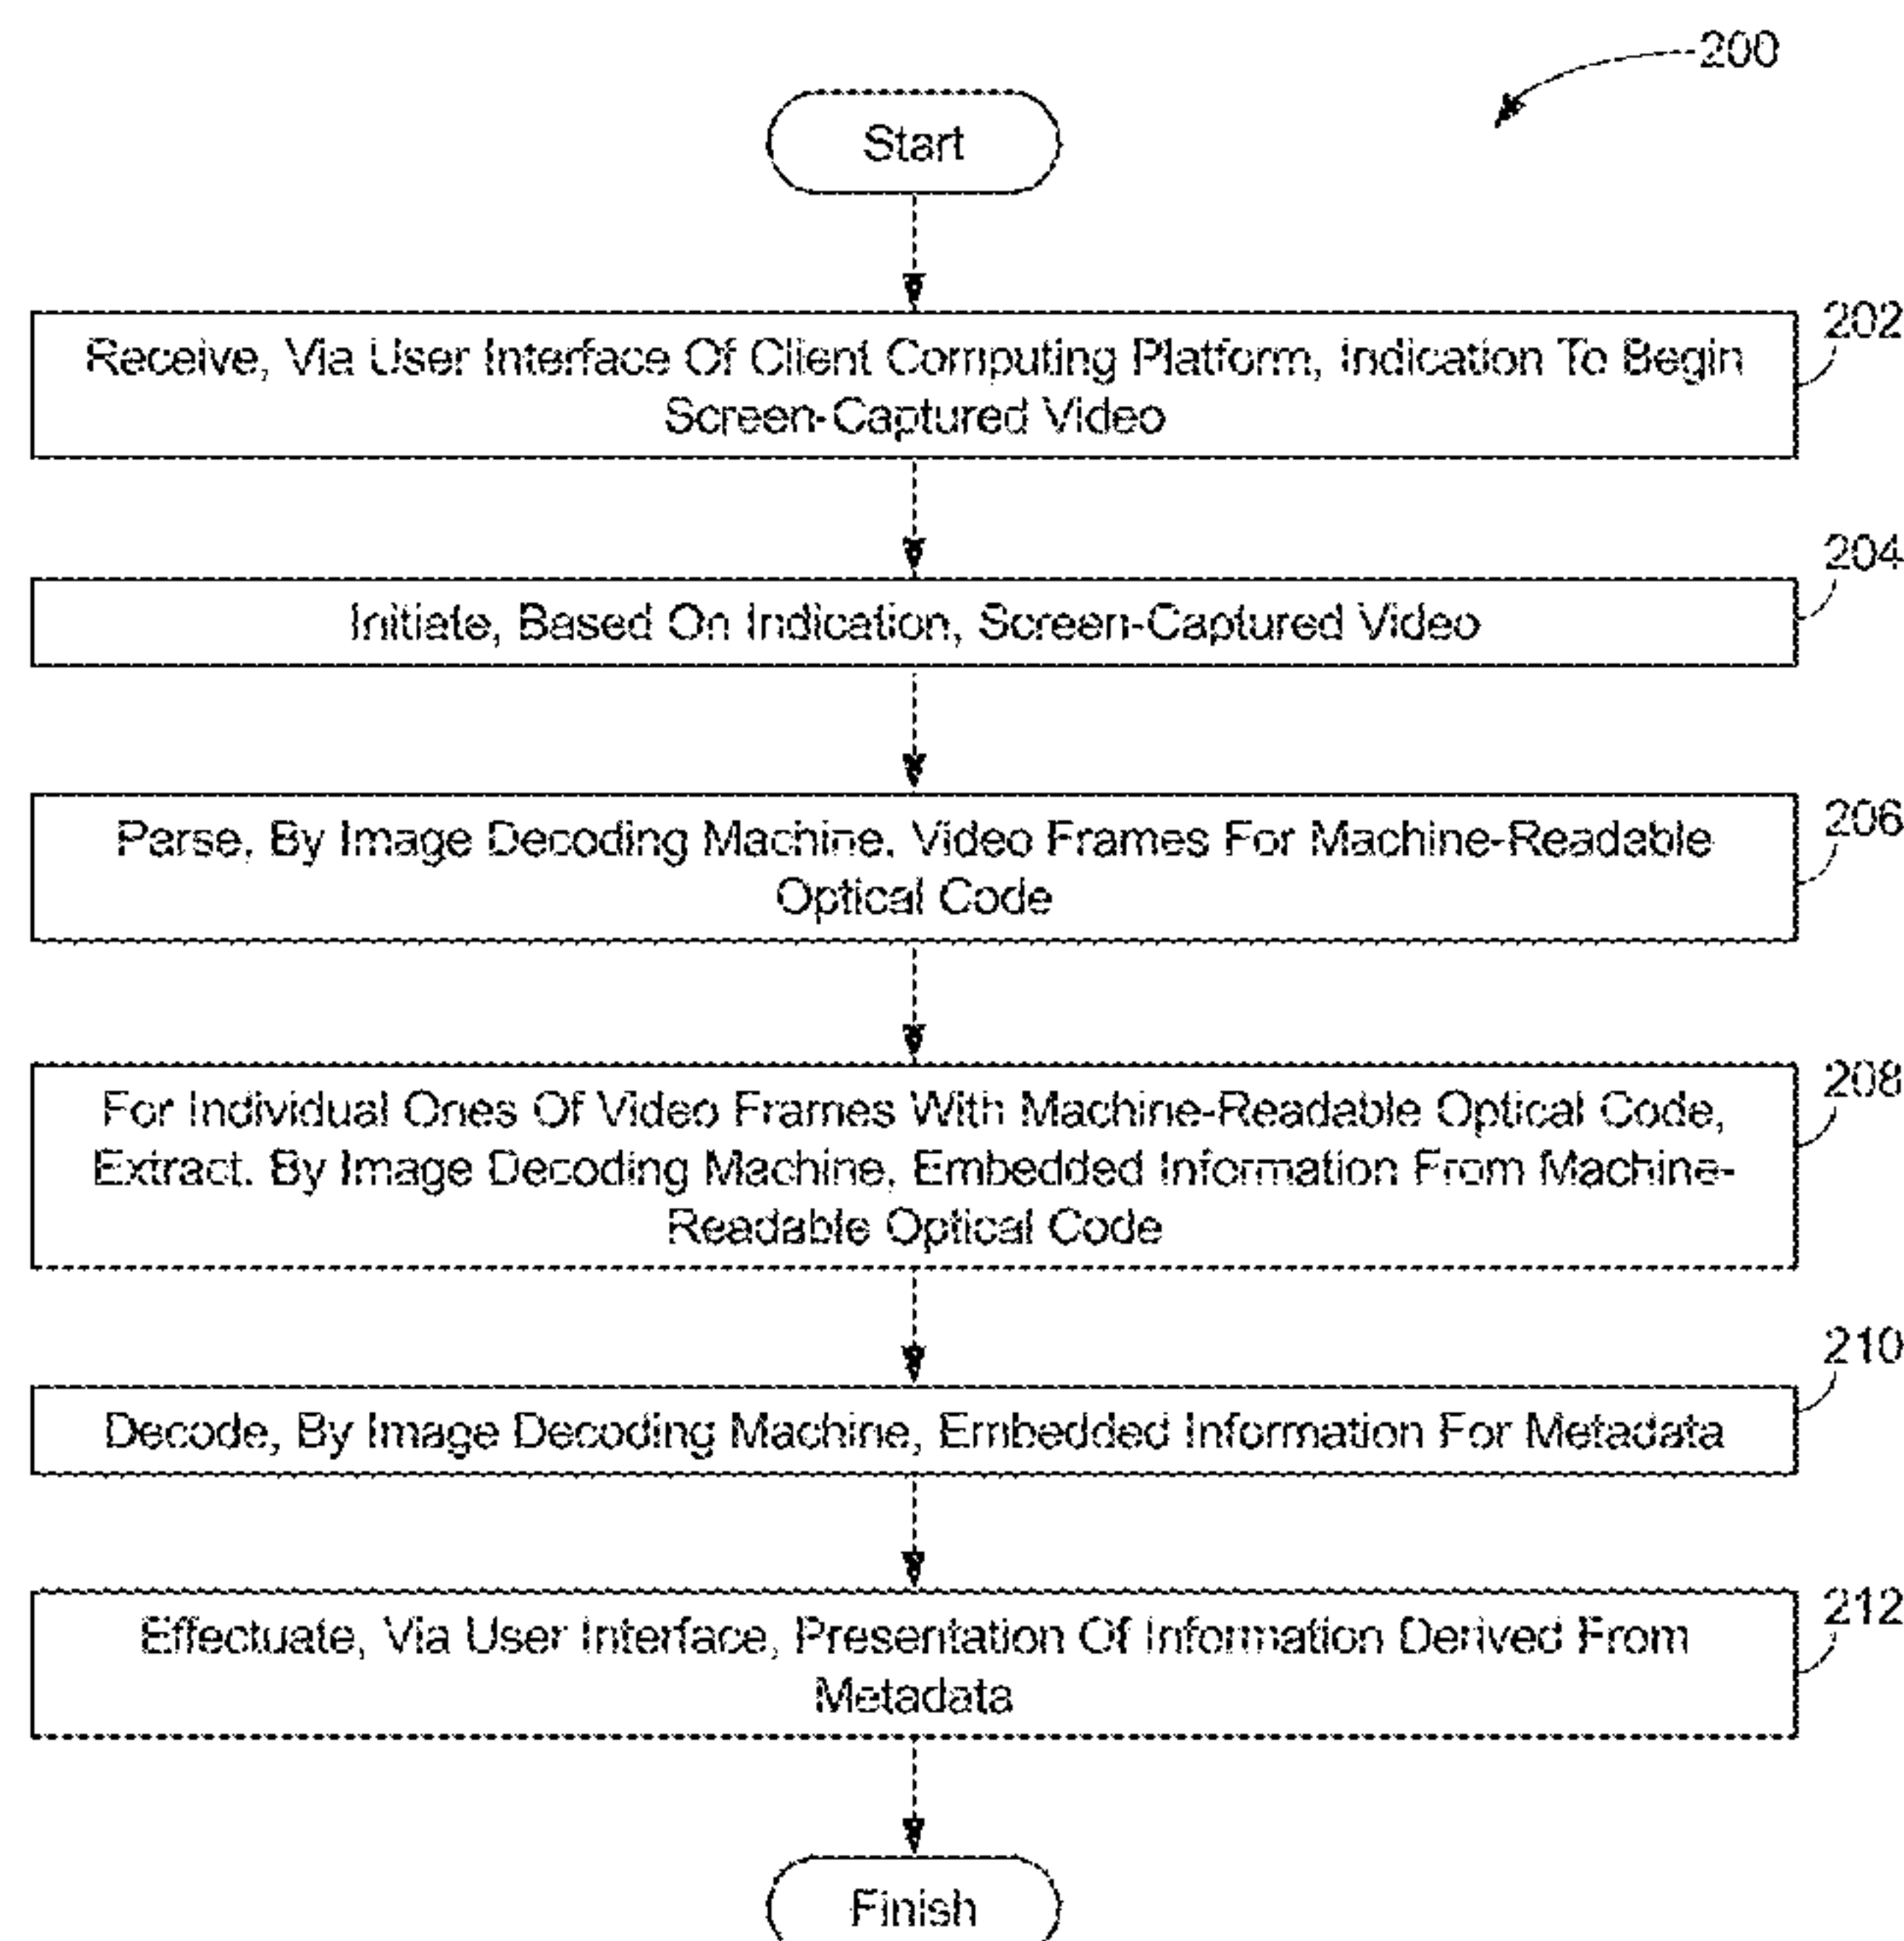 200
Start
202
Receive, Via User Interface Of Client Computing Platform, Indication To Begin
Screen-Captured Video
204
Initiate, Based On Indication, Screen-Captured Video
206
Parse, By Image Decoding Machine, Video Frames For Machine-Readable
Optical Code
208
For Individual Ones Of Video Frames With Machine-Readable Optical Code,
Extract, By Image Decoding Machine, Embedded Information From Machine-
Readable Optical Code
210
Decode, By Image Decoding Machine, Embedded Information For Metadata
212
Effectuate, Via User Interface, Presentation Of Information Derived From
Metadata
Finish